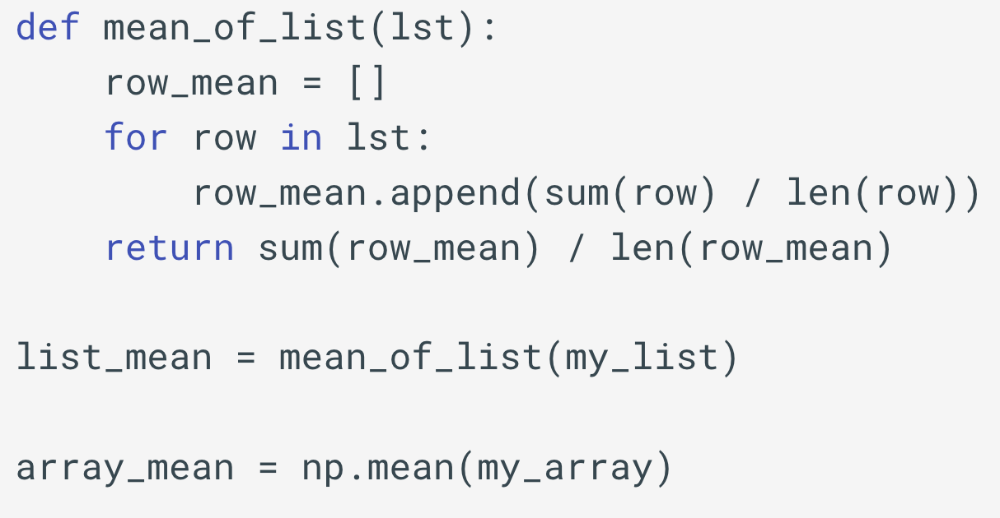 def mean_of_list(lst):
    row_mean = []
    for row in lst:
        row_mean.append(sum(row) / len(row))
    return sum(row_mean) / len(row_mean)

list_mean = mean_of_list(my_list)

array_mean = np.mean(my_array)